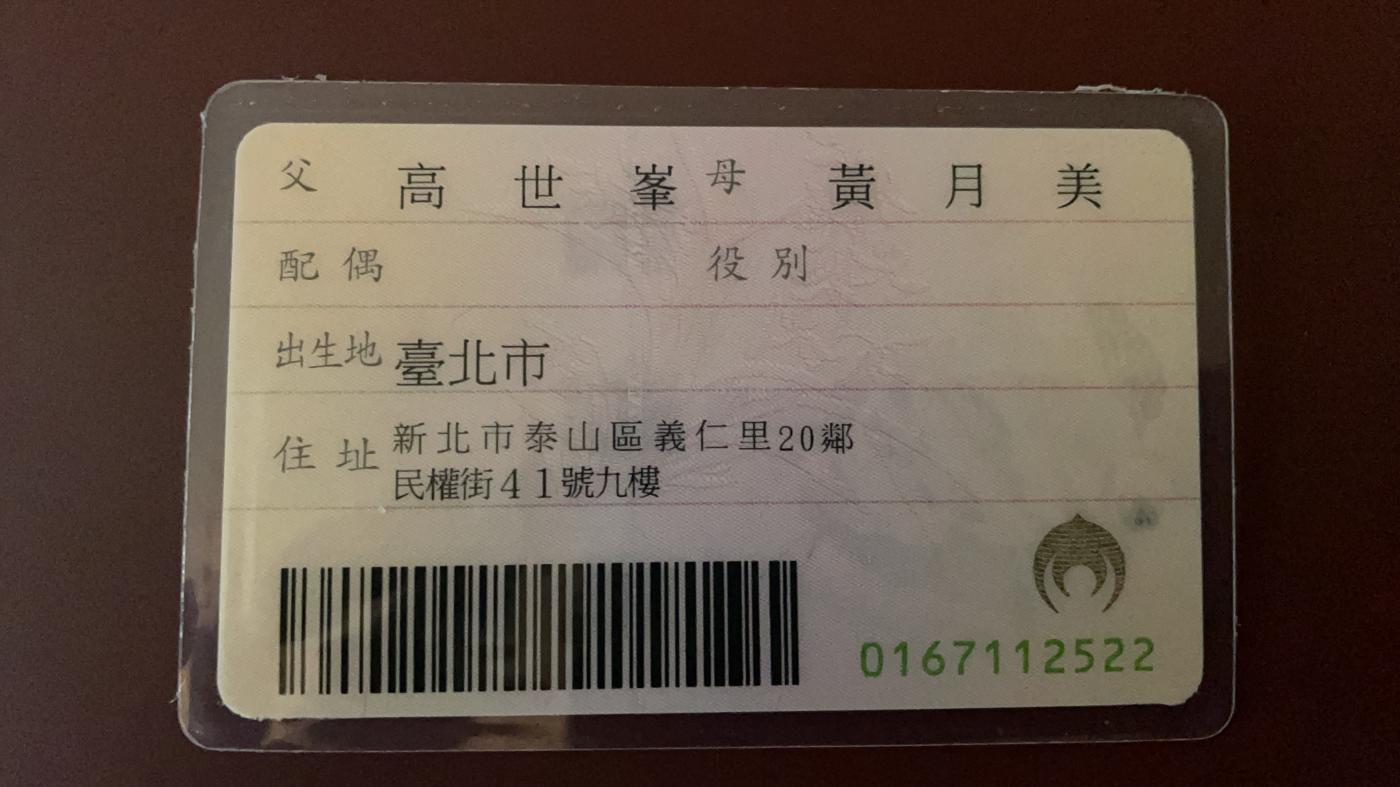 父 高世峯 母 黃月美
配偶 役別
出生地 臺北市
住址 新北市泰山區義仁里20鄰
民權街41號九樓
0167112522